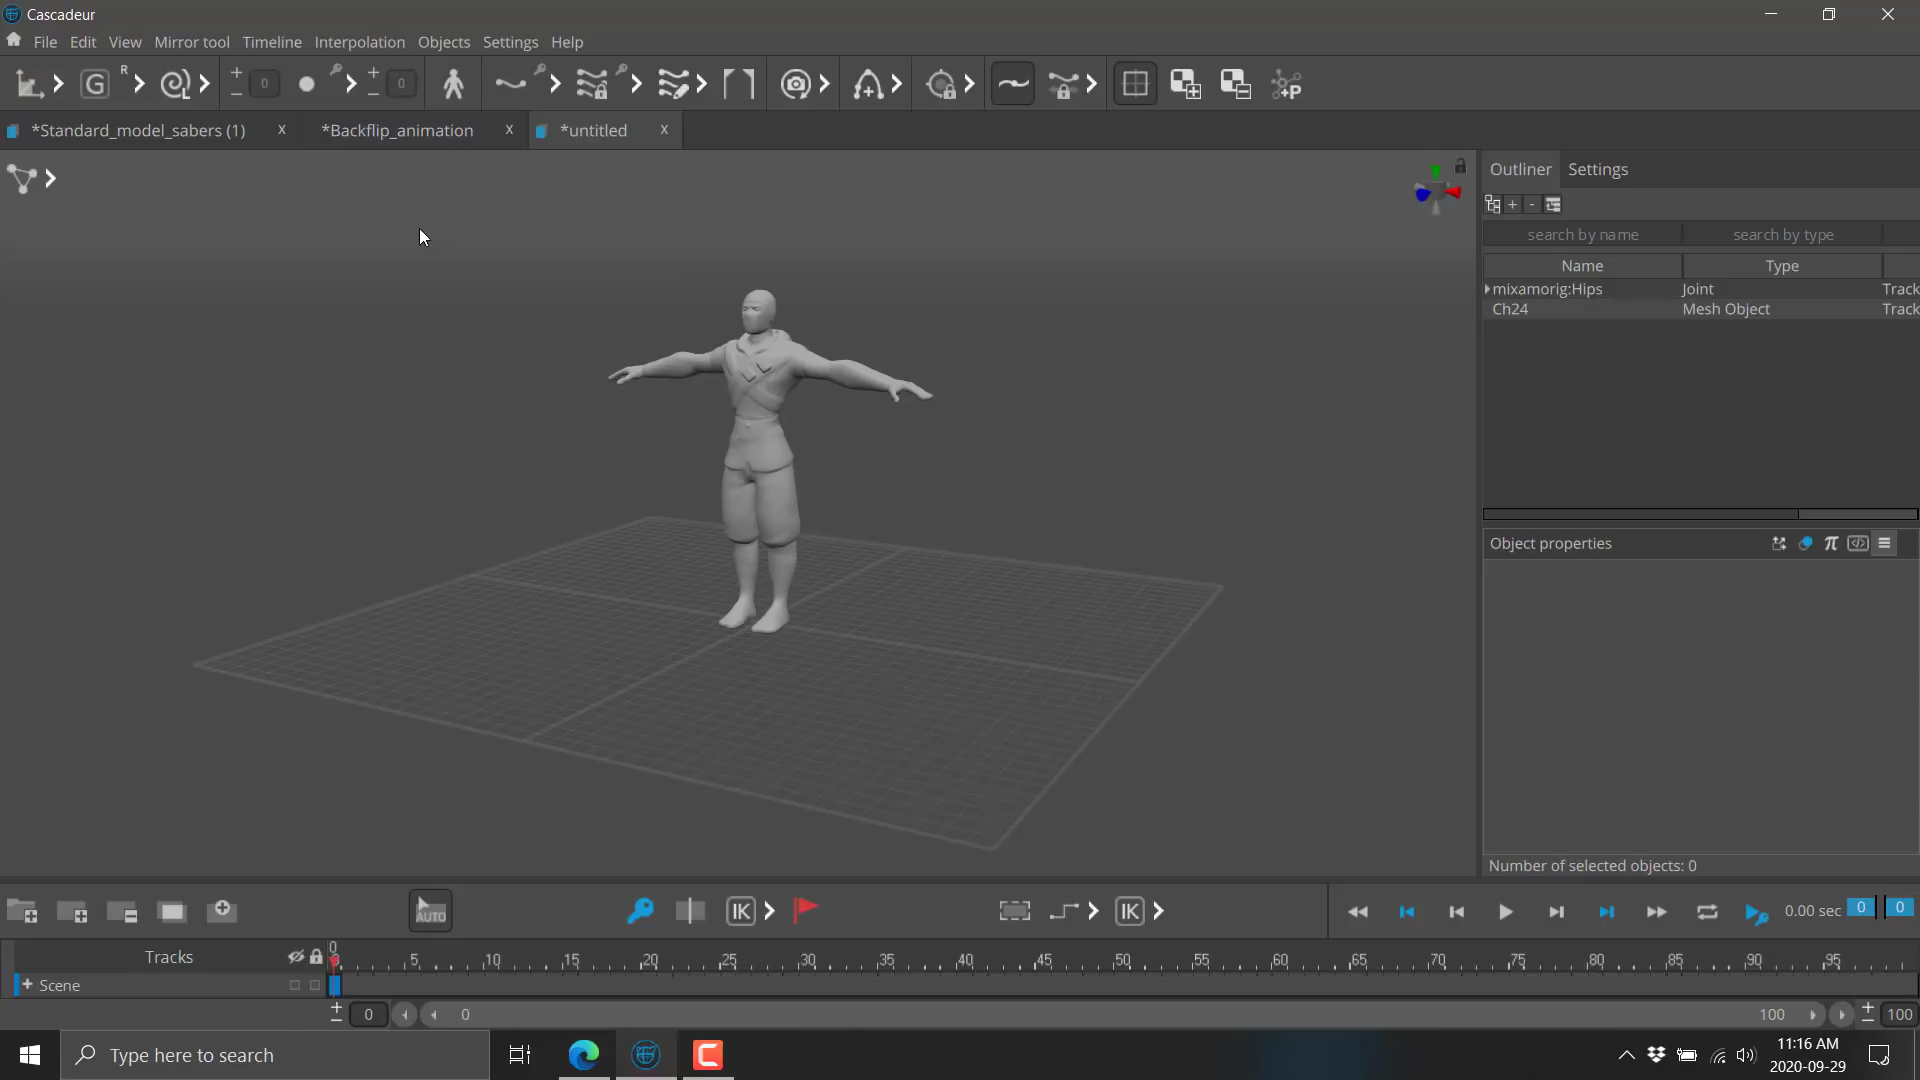 Cascadeur
File Edit View Mirror tool Timeline Interpolation Objects Settings Help
G R 0 0 P
*Standard_model_sabers (1) x *Backflip_animation x *untitled x
Outliner Settings
+ -
search by name search by type
Name Type
mixamorig:Hips Joint Track
Ch24 Mesh Object Track
Object properties π </>
Number of selected objects: 0
AUTO IK IK 0.00 sec 0 0
Tracks 0 5 10 15 20 25 30 35 40 45 50 55 60 65 70 75 80 85 90 95
+ Scene
0 0 100 100
Type here to search
11:16 AM
2020-09-29